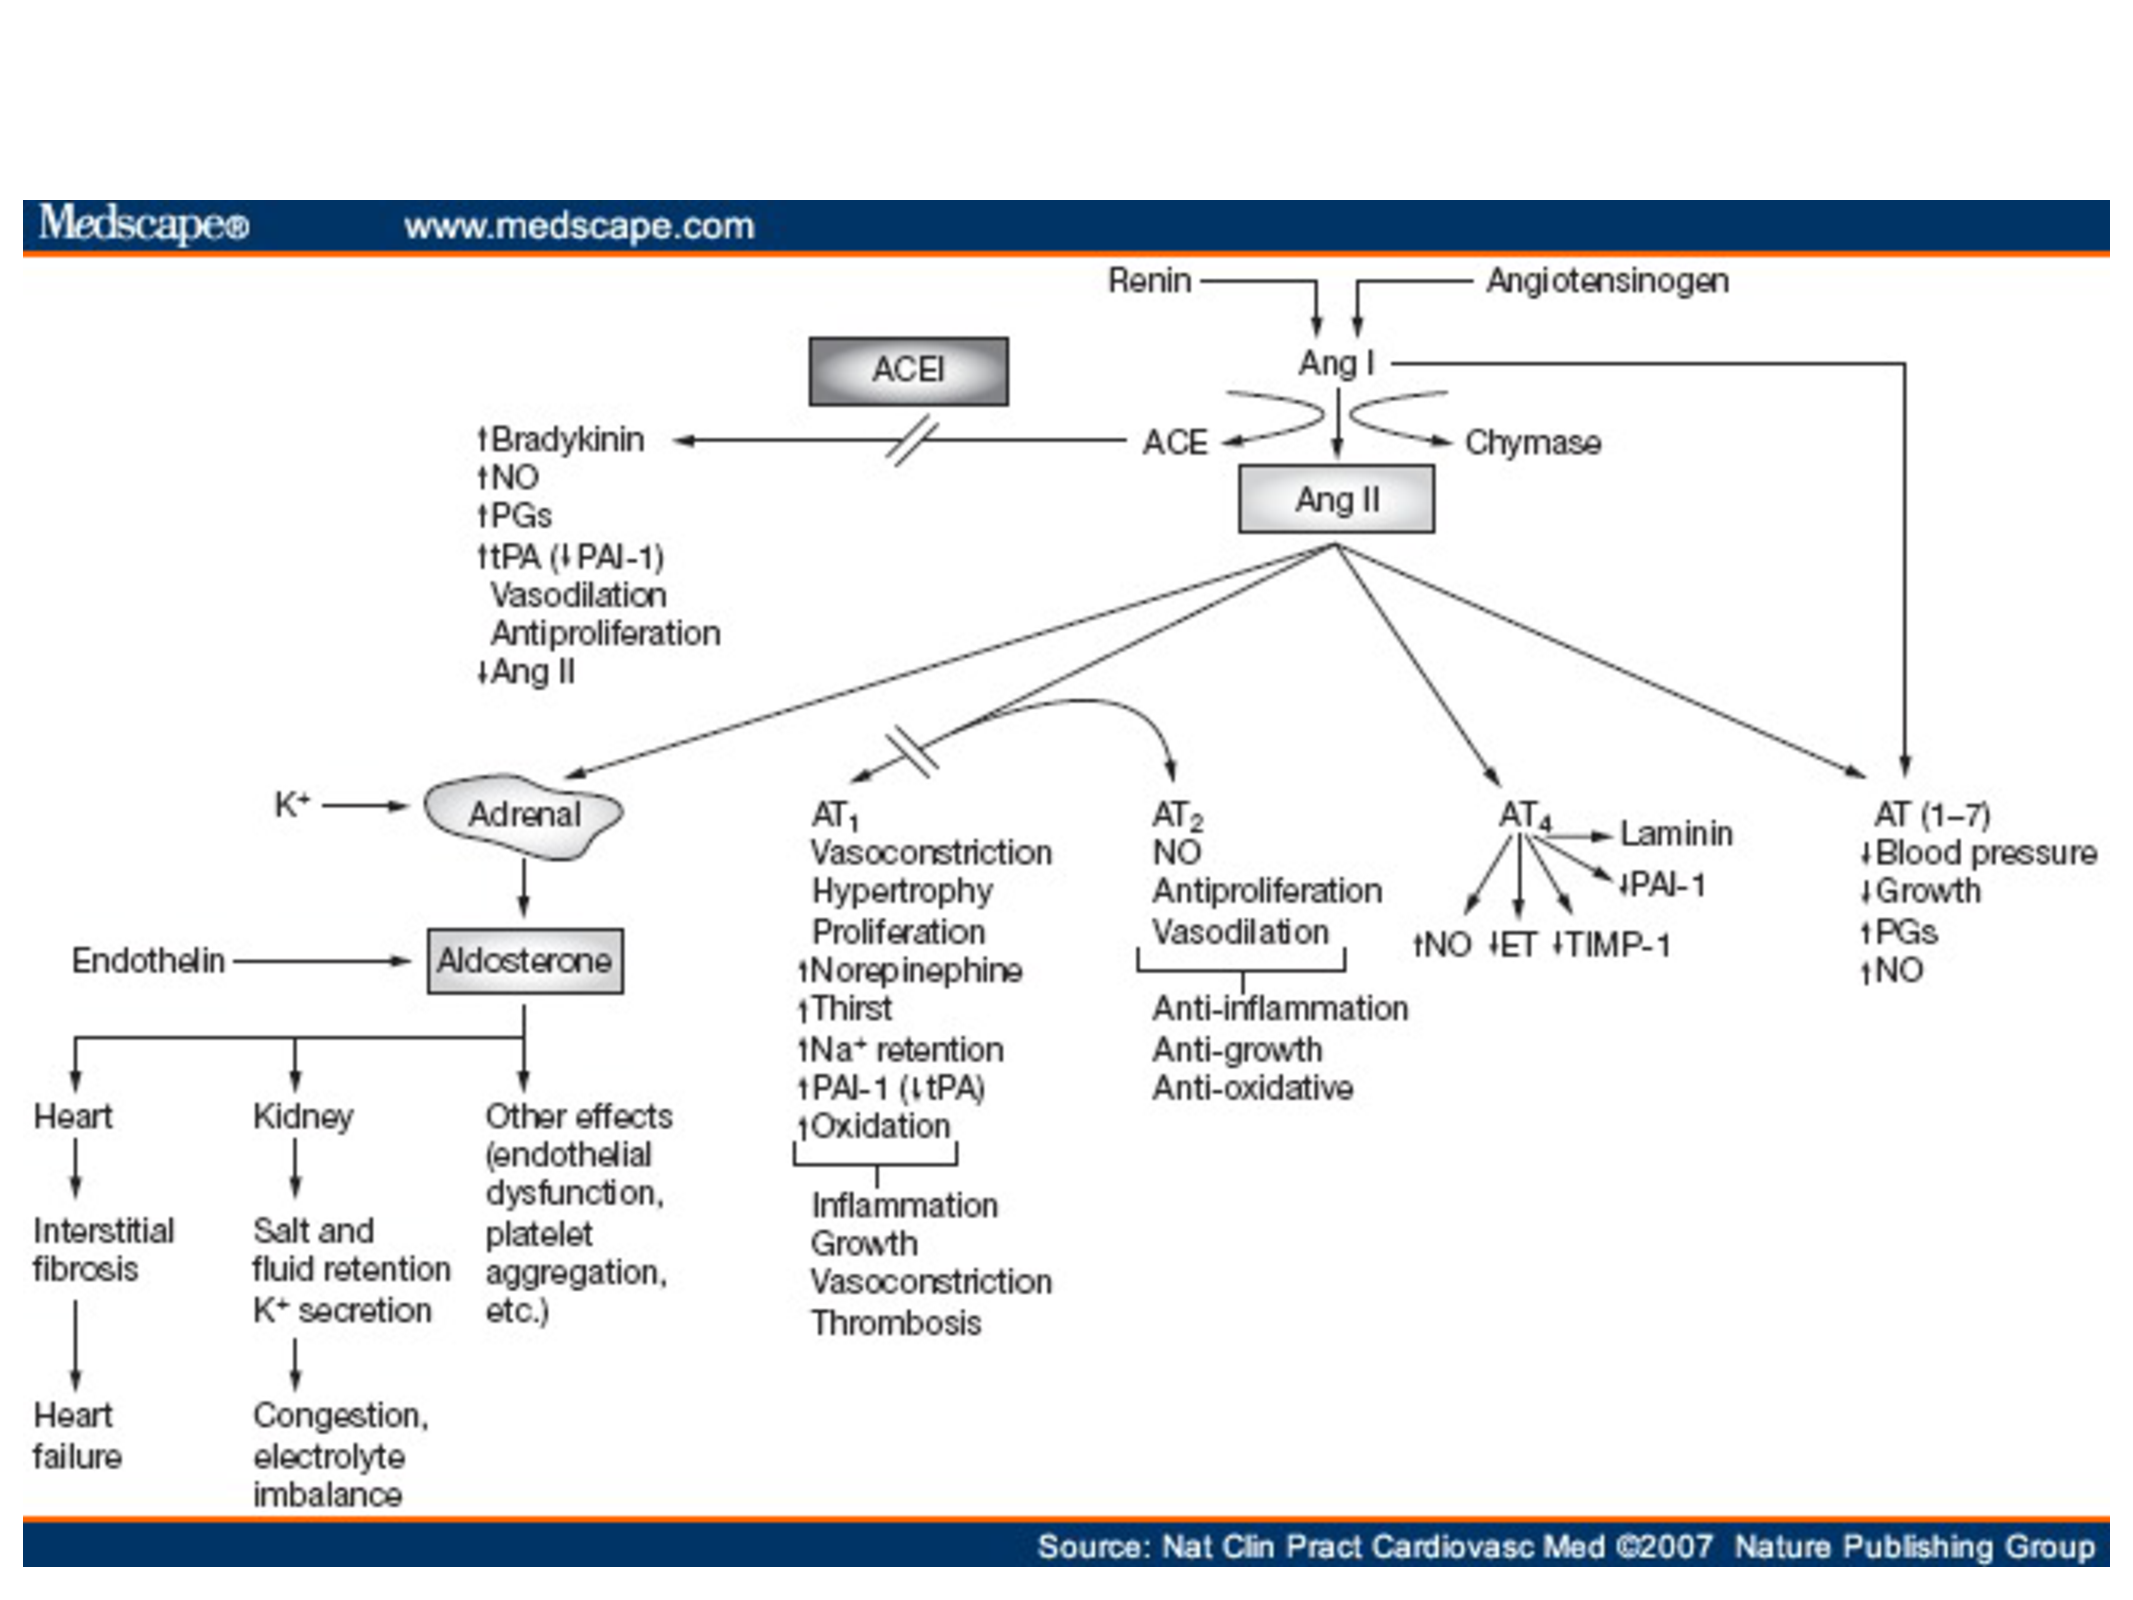 Medscape® www.medscape.com
Renin Angiotensinogen
ACEI
Ang I
ACE Chymase
Ang II
↑Bradykinin
↑NO
↑PGs
↑tPA (↓PAI-1)
Vasodilation
Antiproliferation
↓Ang II
K⁺ Adrenal
Endothelin Aldosterone
Heart
Interstitial
fibrosis
Heart
failure
Kidney
Salt and
fluid retention
K⁺ secretion
Congestion,
electrolyte
imbalance
Other effects
(endothelial
dysfunction,
platelet
aggregation,
etc.)
AT₁
Vasoconstriction
Hypertrophy
Proliferation
↑Norepinephine
↑Thirst
↑Na⁺ retention
↑PAI-1 (↓tPA)
↑Oxidation
Inflammation
Growth
Vasoconstriction
Thrombosis
AT₂
NO
Antiproliferation
Vasodilation
Anti-inflammation
Anti-growth
Anti-oxidative
AT₄
Laminin
↓PAI-1
↑NO ↓ET ↓TIMP-1
AT (1–7)
↓Blood pressure
↓Growth
↑PGs
↑NO
Source: Nat Clin Pract Cardiovasc Med ©2007 Nature Publishing Group